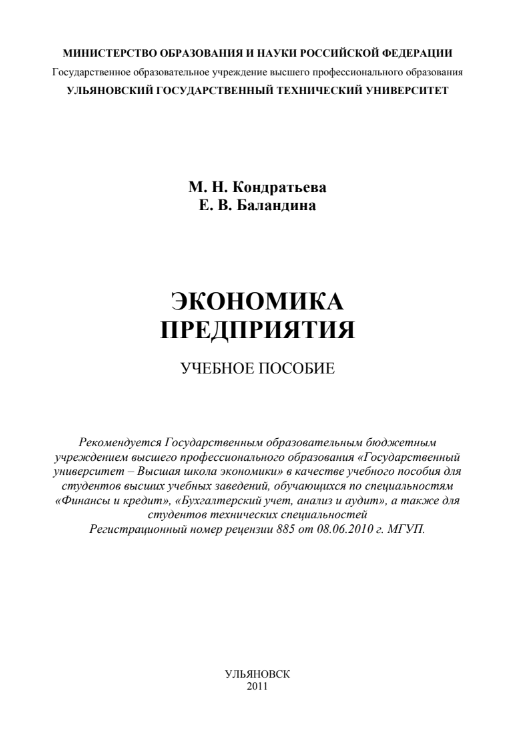 МИНИСТЕРСТВО ОБРАЗОВАНИЯ И НАУКИ РОССИЙСКОЙ ФЕДЕРАЦИИ
Государственное образовательное учреждение высшего профессионального образования
УЛЬЯНОВСКИЙ ГОСУДАРСТВЕННЫЙ ТЕХНИЧЕСКИЙ УНИВЕРСИТЕТ
М. Н. Кондратьева
Е. В. Баландина
ЭКОНОМИКА
ПРЕДПРИЯТИЯ
УЧЕБНОЕ ПОСОБИЕ
Рекомендуется Государственным образовательным бюджетным
учреждением высшего профессионального образования «Государственный
университет – Высшая школа экономики» в качестве учебного пособия для
студентов высших учебных заведений, обучающихся по специальностям
«Финансы и кредит», «Бухгалтерский учет, анализ и аудит», а также для
студентов технических специальностей
Регистрационный номер рецензии 885 от 08.06.2010 г. МГУП.
УЛЬЯНОВСК
2011